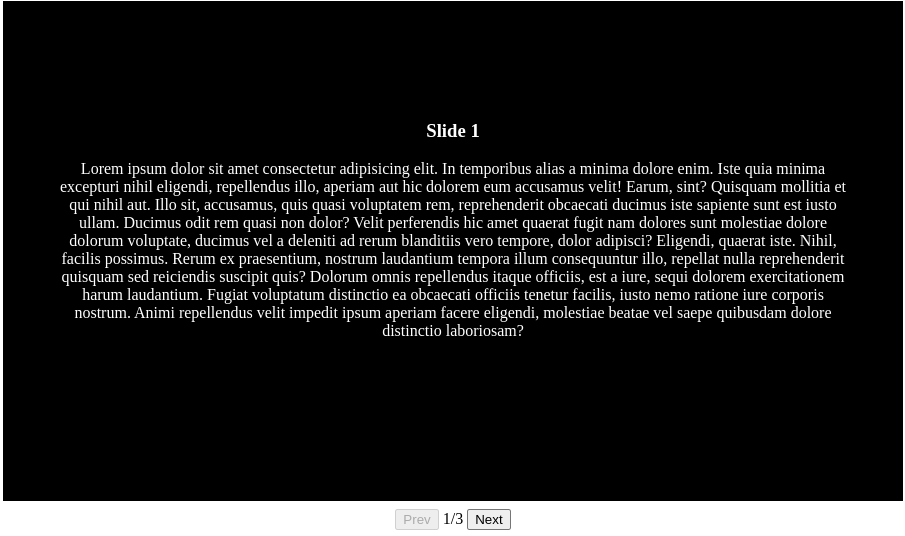 Slide 1
Lorem ipsum dolor sit amet consectetur adipisicing elit. In temporibus alias a minima dolore enim. Iste quia minima
excepturi nihil eligendi, repellendus illo, aperiam aut hic dolorem eum accusamus velit! Earum, sint? Quisquam mollitia et
qui nihil aut. Illo sit, accusamus, quis quasi voluptatem rem, reprehenderit obcaecati ducimus iste sapiente sunt est iusto
ullam. Ducimus odit rem quasi non dolor? Velit perferendis hic amet quaerat fugit nam dolores sunt molestiae dolore
dolorum voluptate, ducimus vel a deleniti ad rerum blanditiis vero tempore, dolor adipisci? Eligendi, quaerat iste. Nihil,
facilis possimus. Rerum ex praesentium, nostrum laudantium tempora illum consequuntur illo, repellat nulla reprehenderit
quisquam sed reiciendis suscipit quis? Dolorum omnis repellendus itaque officiis, est a iure, sequi dolorem exercitationem
harum laudantium. Fugiat voluptatum distinctio ea obcaecati officiis tenetur facilis, iusto nemo ratione iure corporis
nostrum. Animi repellendus velit impedit ipsum aperiam facere eligendi, molestiae beatae vel saepe quibusdam dolore
distinctio laboriosam?
Prev 1/3 Next